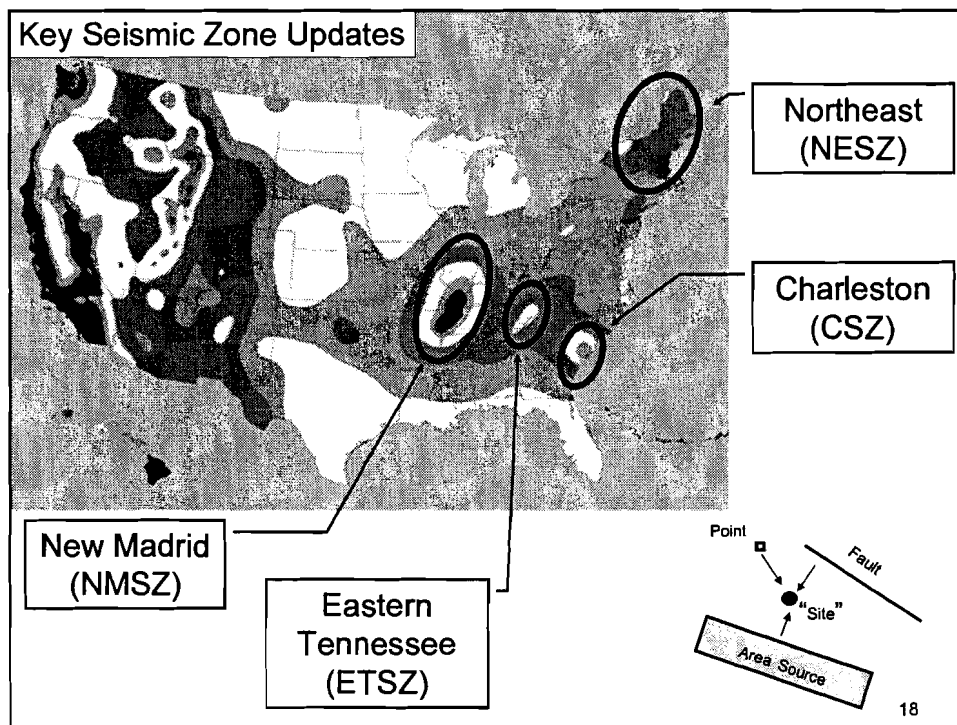 Key Seismic Zone Updates
Northeast
(NESZ)
Charleston
(CSZ)
New Madrid
(NMSZ)
Eastern
Tennessee
(ETSZ)
Point
Fault
“Site”
Area Source
18